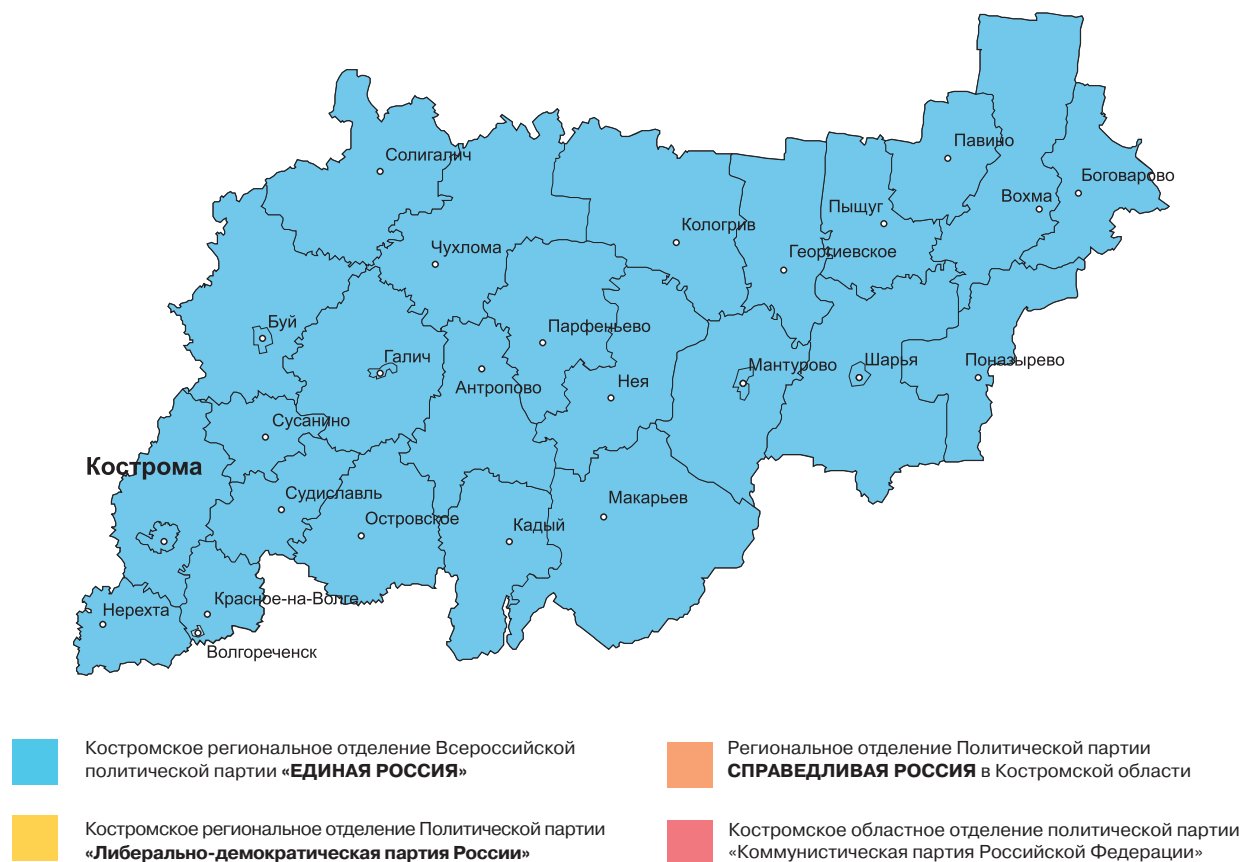 Павино
Боговарово
Солигалич
Вохма
Пыщуг
Кологрив
Чухлома
Георгиевское
Буй
Парфеньево
Галич
Шарья
Поназырево
Мантурово
Антропово
Нея
Сусанино
Кострома
Судиславль
Макарьев
Островское
Кадый
Красное-на-Волге
Нерехта
Волгореченск
Костромское региональное отделение Всероссийской
политической партии «ЕДИНАЯ РОССИЯ»
Региональное отделение Политической партии
СПРАВЕДЛИВАЯ РОССИЯ в Костромской области
Костромское региональное отделение Политической партии
«Либерально-демократическая партия России»
Костромское областное отделение политической партии
«Коммунистическая партия Российской Федерации»